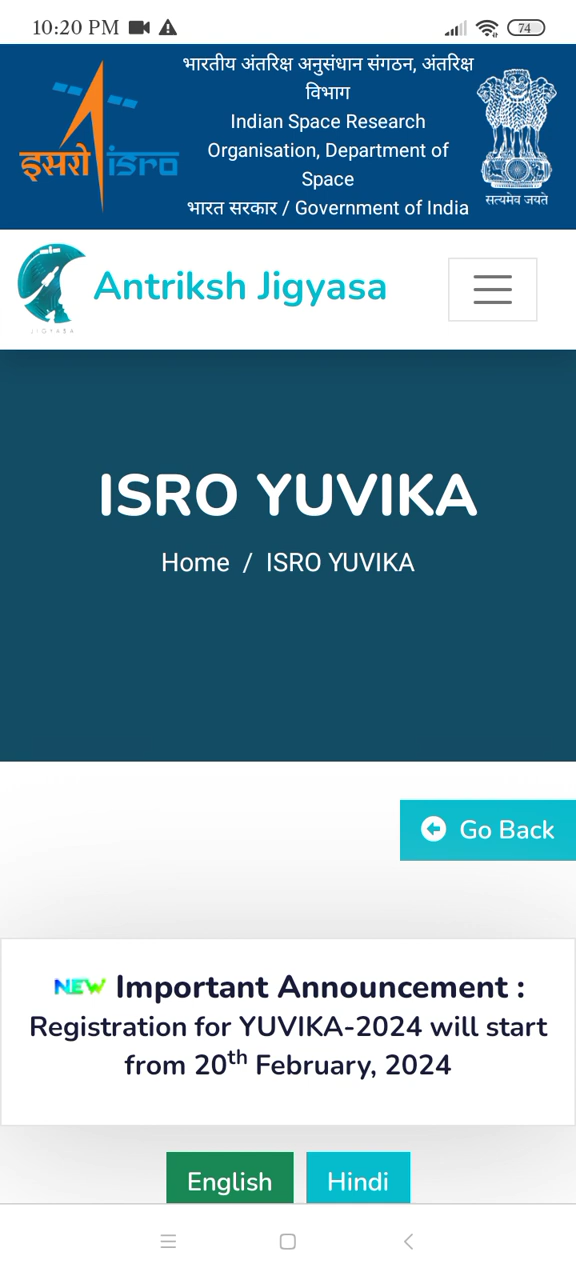 10:20 PM
74
भारतीय अंतरिक्ष अनुसंधान संगठन, अंतरिक्ष
विभाग
Indian Space Research
Organisation, Department of
Space
भारत सरकार / Government of India
इसरो isro
सत्यमेव जयते
JIGYASA
Antriksh Jigyasa
ISRO YUVIKA
Home / ISRO YUVIKA
Go Back
NEW Important Announcement :
Registration for YUVIKA-2024 will start
from 20th February, 2024
English
Hindi